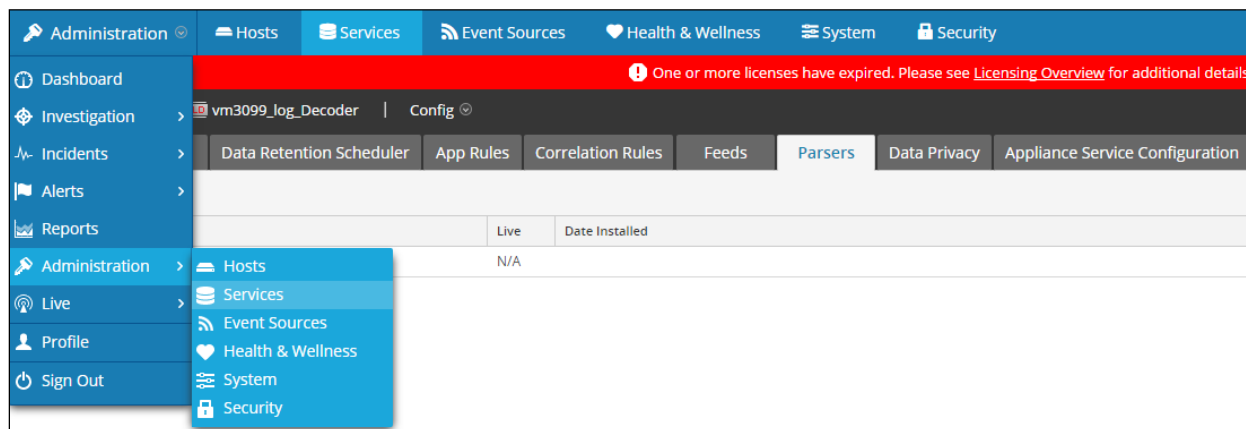 Administration Hosts Services Event Sources Health & Wellness System Security
Dashboard
One or more licenses have expired. Please see Licensing Overview for additional details
Investigation
vm3099_log_Decoder | Config
Incidents
Data Retention Scheduler App Rules Correlation Rules Feeds Parsers Data Privacy Appliance Service Configuration
Alerts
Reports
Live Date Installed
Administration
Hosts
N/A
Services
Live
Event Sources
Profile
Health & Wellness
Sign Out
System
Security